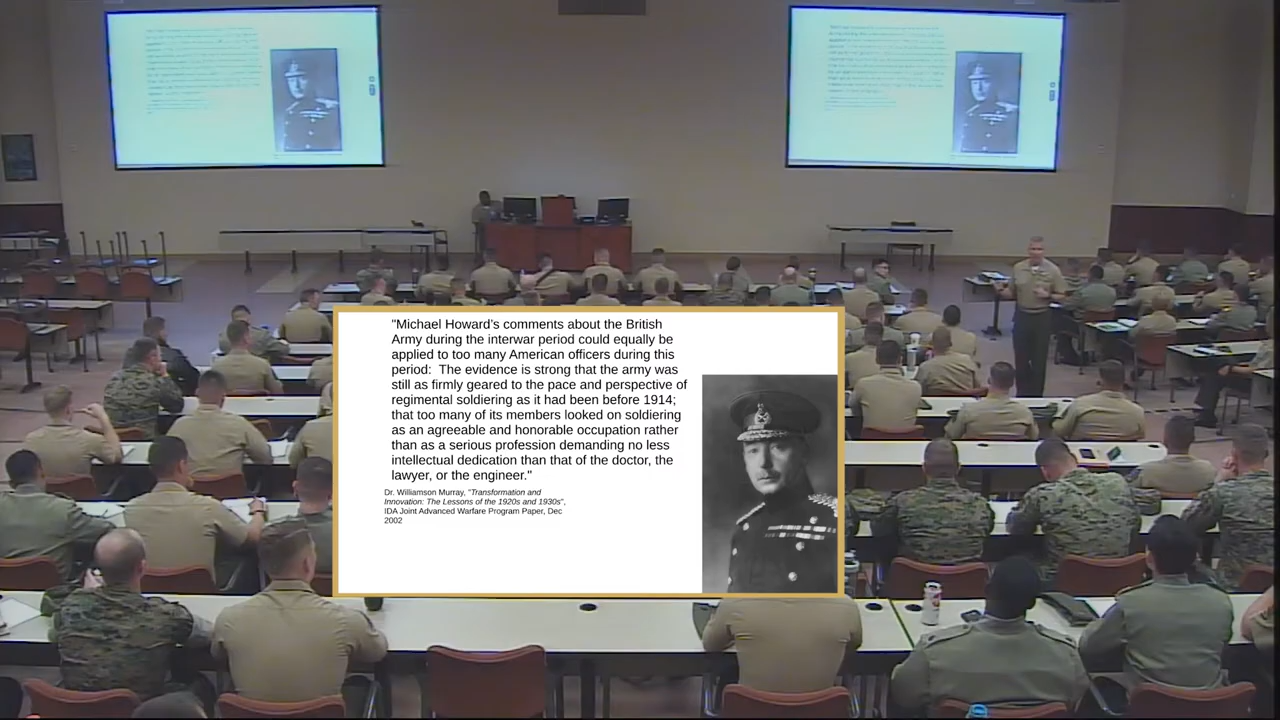 "Michael Howard's comments about the British
Army during the interwar period could equally be
applied to too many American officers during this
period:  The evidence is strong that the army was
still as firmly geared to the pace and perspective of
regimental soldiering as it had been before 1914;
that too many of its members looked on soldiering
as an agreeable and honorable occupation rather
than as a serious profession demanding no less
intellectual dedication than that of the doctor, the
lawyer, or the engineer."
Dr. Williamson Murray, "Transformation and
Innovation: The Lessons of the 1920s and 1930s",
IDA Joint Advanced Warfare Program Paper, Dec
2002